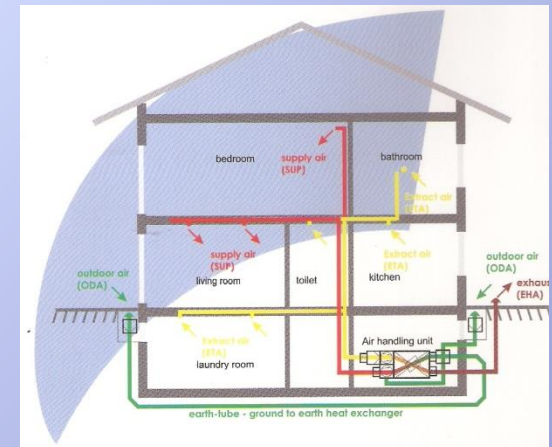 bedroom
supply air
(SUP)
bathroom
Extract air
(ETA)
supply air
(SUP)
living room
toilet
Extract air
(ETA)
kitchen
outdoor air
(ODA)
outdoor air
(ODA)
exhaus
(EHA)
Extract air
(ETA)
laundry room
Air handling unit
earth-tube - ground to earth heat exchanger